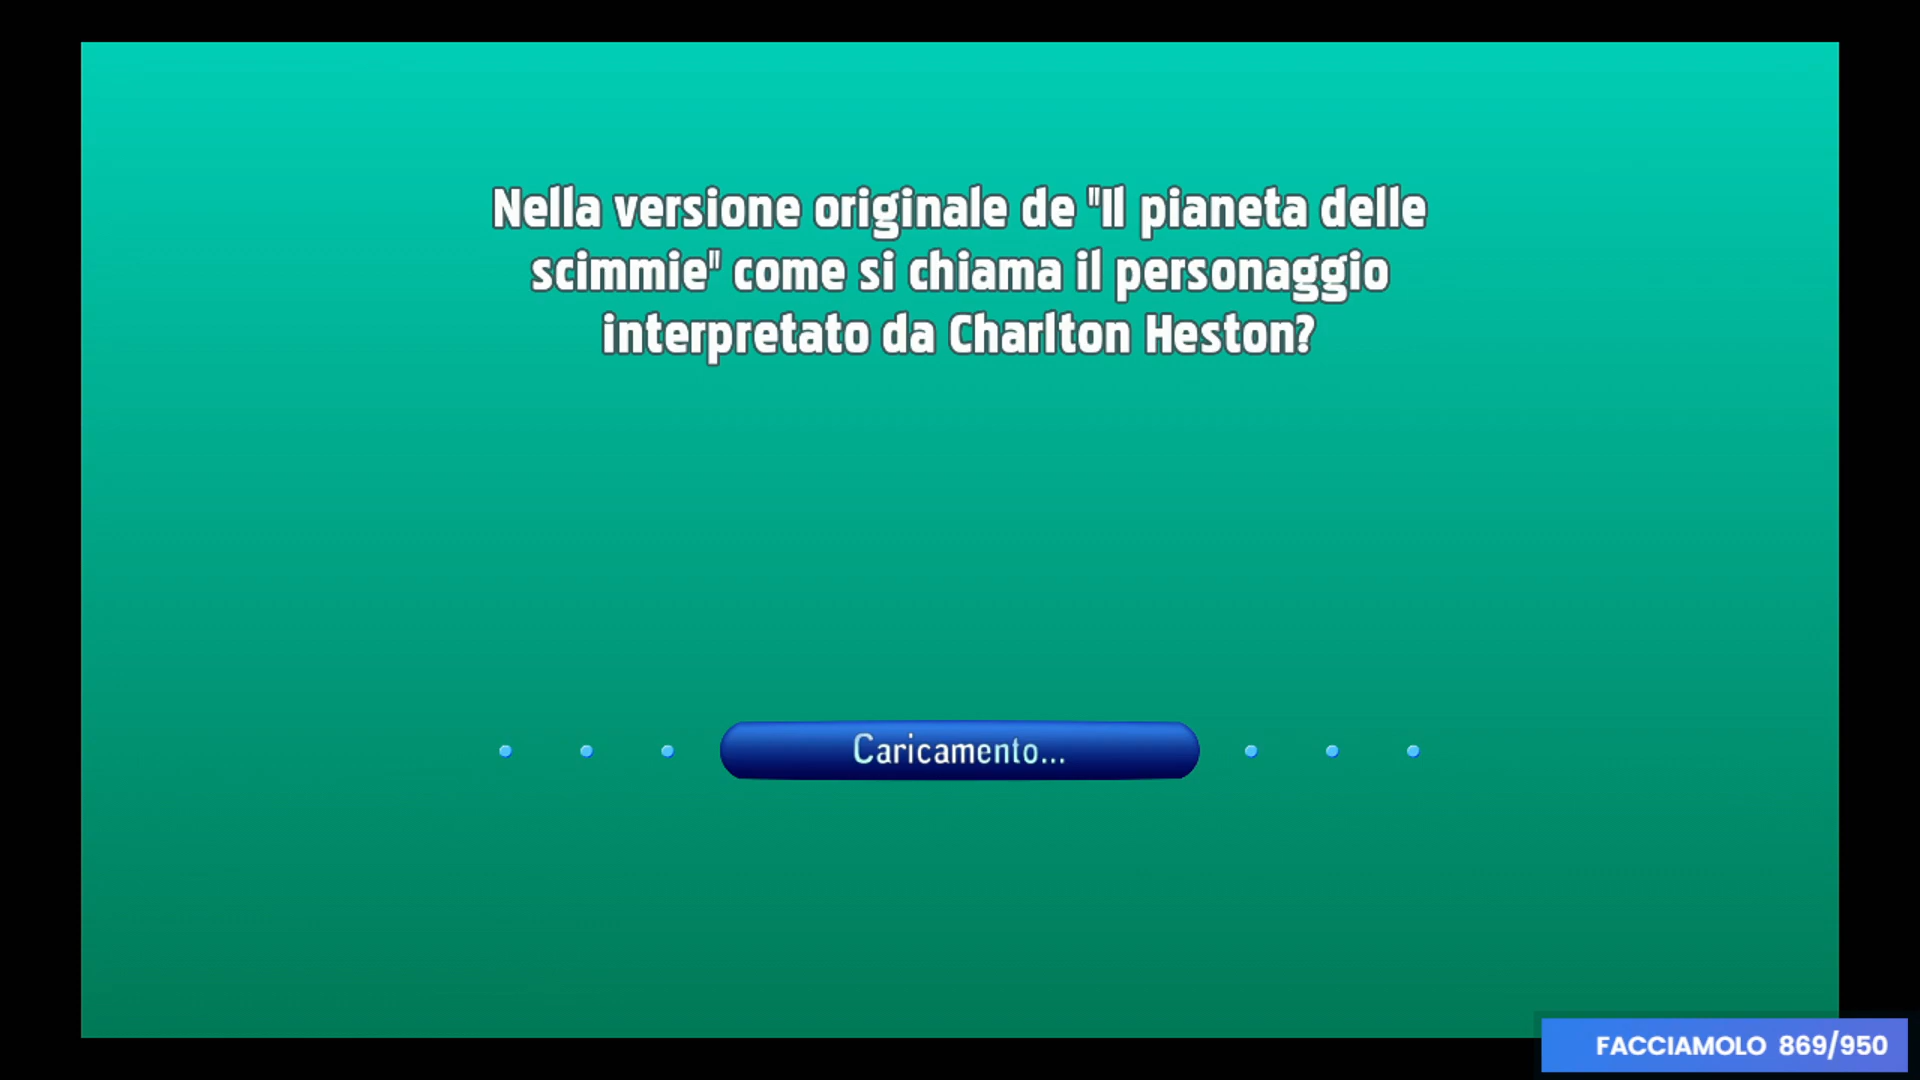 Nella versione originale de "Il pianeta delle
scimmie" come si chiama il personaggio
interpretato da Charlton Heston?
Caricamento...
FACCIAMOLO 869/950